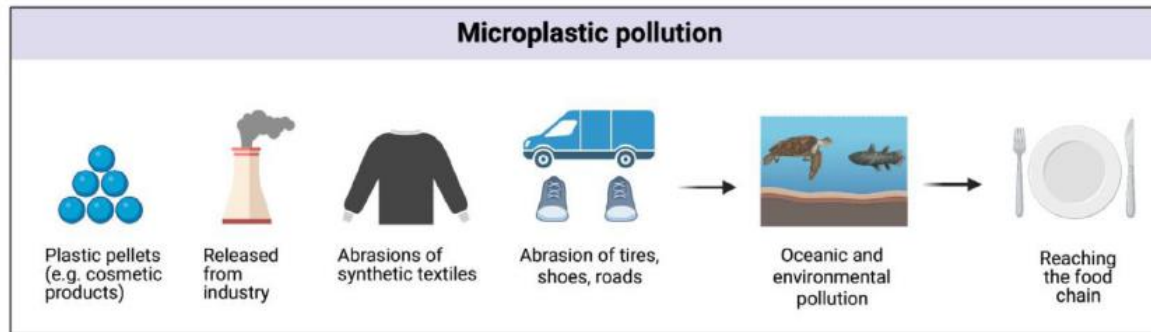 Microplastic pollution
Plastic pellets
(e.g. cosmetic
products)
Released
from
industry
Abrasions of
synthetic textiles
Abrasion of tires,
shoes, roads
Oceanic and
environmental
pollution
Reaching
the food
chain